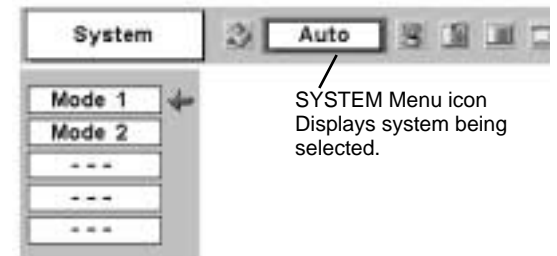 System
Auto
Mode 1
Mode 2
- - -
- - -
- - -
SYSTEM Menu icon
Displays system being
selected.